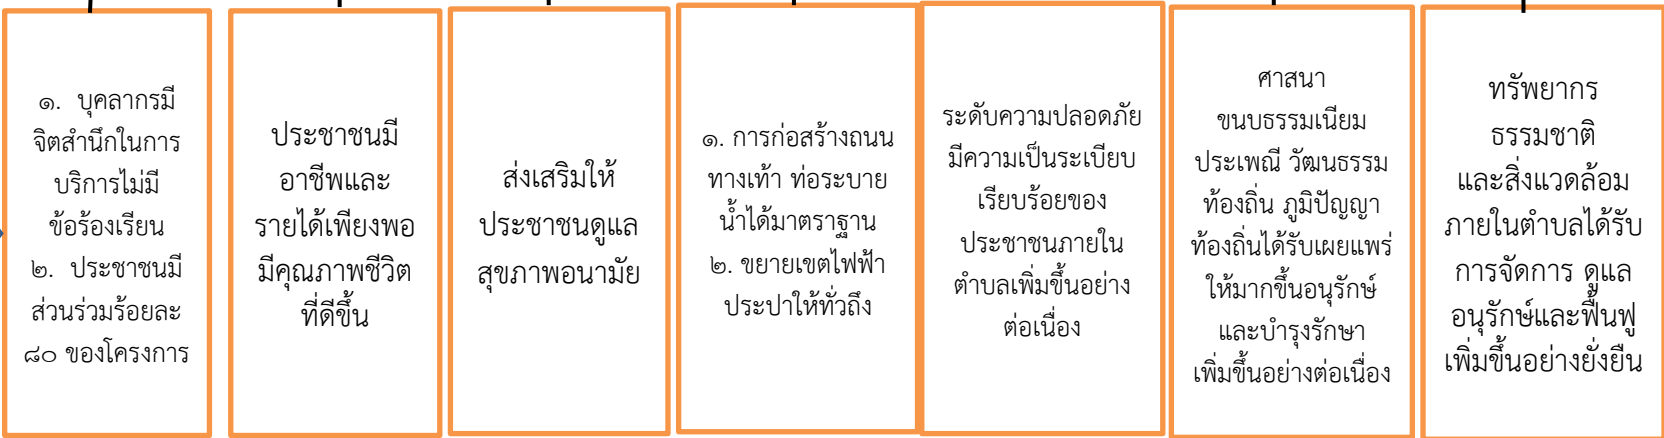 ๑. บุคลากรมี
จิตสำนึกในการ
บริการไม่มี
ข้อร้องเรียน
๒. ประชาชนมี
ส่วนร่วมร้อยละ
๘๐ ของโครงการ
ประชาชนมี
อาชีพและ
รายได้เพียงพอ
มีคุณภาพชีวิต
ที่ดีขึ้น
ส่งเสริมให้
ประชาชนดูแล
สุขภาพอนามัย
๑. การก่อสร้างถนน
ทางเท้า ท่อระบาย
น้ำได้มาตราฐาน
๒. ขยายเขตไฟฟ้า
ประปาให้ทั่วถึง
ระดับความปลอดภัย
มีความเป็นระเบียบ
เรียบร้อยของ
ประชาชนภายใน
ตำบลเพิ่มขึ้นอย่าง
ต่อเนื่อง
ศาสนา
ขนบธรรมเนียม
ประเพณี วัฒนธรรม
ท้องถิ่น ภูมิปัญญา
ท้องถิ่นได้รับเผยแพร่
ให้มากขึ้นอนุรักษ์
และบำรุงรักษา
เพิ่มขึ้นอย่างต่อเนื่อง
ทรัพยากร
ธรรมชาติ
และสิ่งแวดล้อม
ภายในตำบลได้รับ
การจัดการ ดูแล
อนุรักษ์และฟื้นฟู
เพิ่มขึ้นอย่างยั่งยืน